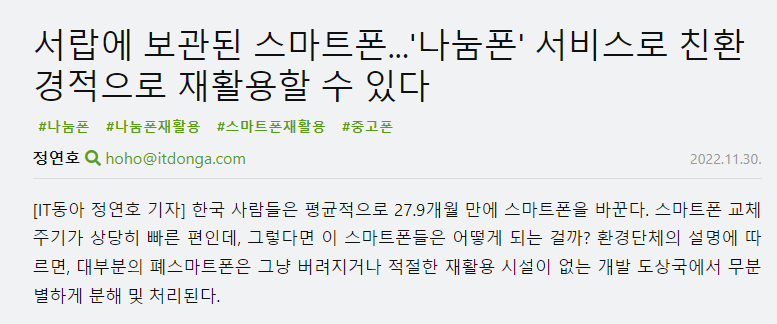 서랍에 보관된 스마트폰...'나눔폰' 서비스로 친환
경적으로 재활용할 수 있다
#나눔폰 #나눔폰재활용 #스마트폰재활용 #중고폰
정연호 hoho@itdonga.com 2022.11.30.
[IT동아 정연호 기자] 한국 사람들은 평균적으로 27.9개월 만에 스마트폰을 바꾼다. 스마트폰 교체
주기가 상당히 빠른 편인데, 그렇다면 이 스마트폰들은 어떻게 되는 걸까? 환경단체의 설명에 따
르면, 대부분의 폐스마트폰은 그냥 버려지거나 적절한 재활용 시설이 없는 개발 도상국에서 무분
별하게 분해 및 처리된다.